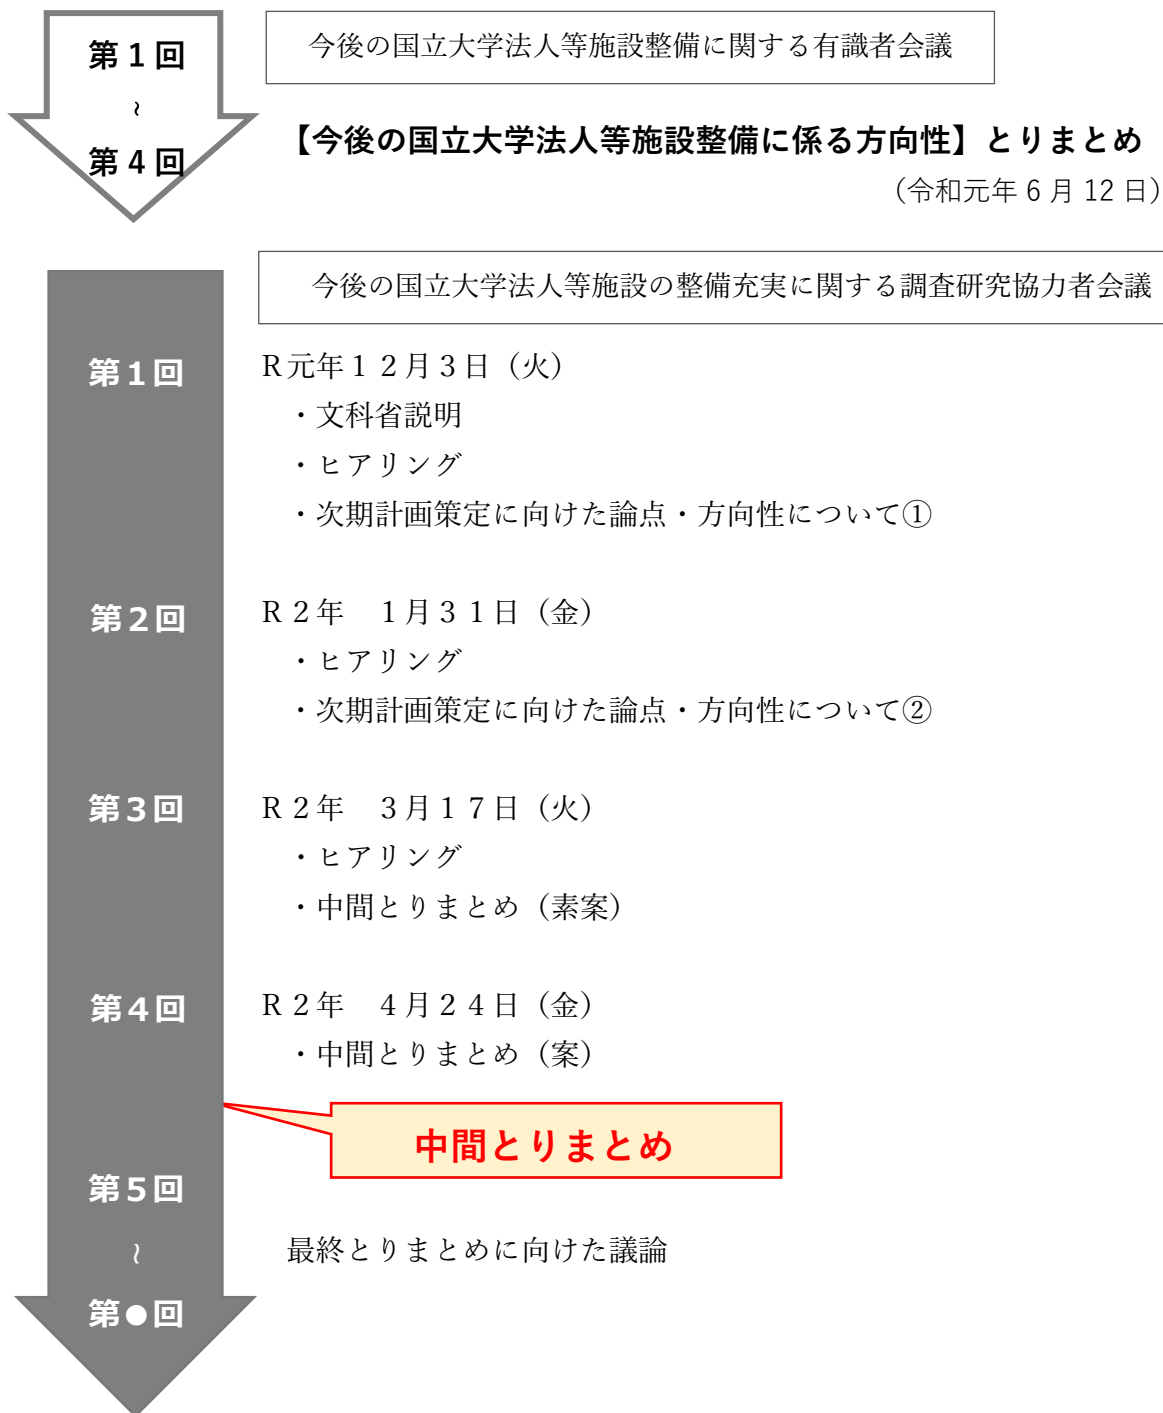 第1回
~
第4回
今後の国立大学法人等施設整備に関する有識者会議
【今後の国立大学法人等施設整備に係る方向性】とりまとめ
（令和元年 6 月 12 日）
今後の国立大学法人等施設の整備充実に関する調査研究協力者会議
第１回
Ｒ元年１２月３日（火）
・文科省説明
・ヒアリング
・次期計画策定に向けた論点・方向性について①
第２回
Ｒ２年　１月３１日（金）
・ヒアリング
・次期計画策定に向けた論点・方向性について②
第３回
Ｒ２年　３月１７日（火）
・ヒアリング
・中間とりまとめ（素案）
第４回
Ｒ２年　４月２４日（金）
・中間とりまとめ（案）
中間とりまとめ
第５回
~
第●回
最終とりまとめに向けた議論